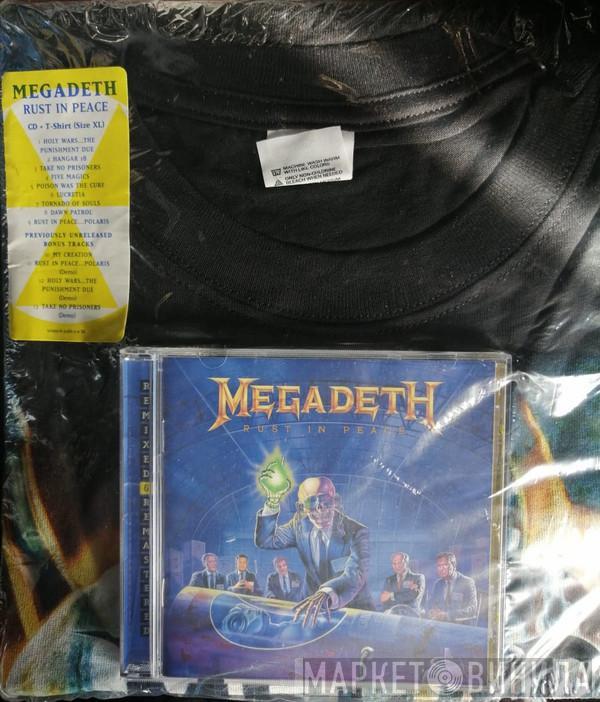 MEGADETH
RUST IN PEACE
CD + T-Shirt (Size XL)
1 HOLY WARS...THE
PUNISHMENT DUE
2 HANGAR 18
3 TAKE NO PRISONERS
4 FIVE MAGICS
5 POISON WAS THE CURE
6 LUCRETIA
7 TORNADO OF SOULS
8 DAWN PATROL
9 RUST IN PEACE...POLARIS
PREVIOUSLY UNRELEASED
BONUS TRACKS
10 MY CREATION
11 RUST IN PEACE...POLARIS
(Demo)
12 HOLY WARS...THE
PUNISHMENT DUE
(Demo)
13 TAKE NO PRISONERS
(Demo)
MACHINE WASH WARM
WITH LIKE COLORS
ONLY NON-CHLORINE
BLEACH WHEN NEEDED
REMIXED & REMASTERED
MEGADETH
RUST IN PEACE
МАРКЕТ ВИНИЛА